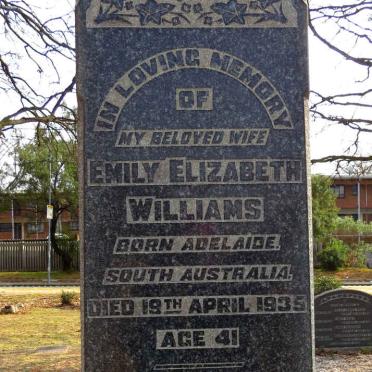 IN LOVING MEMORY
OF
MY BELOVED WIFE
EMILY ELIZABETH
WILLIAMS
BORN ADELAIDE.
SOUTH AUSTRALIA.
DIED 19TH APRIL 1935
AGE 41